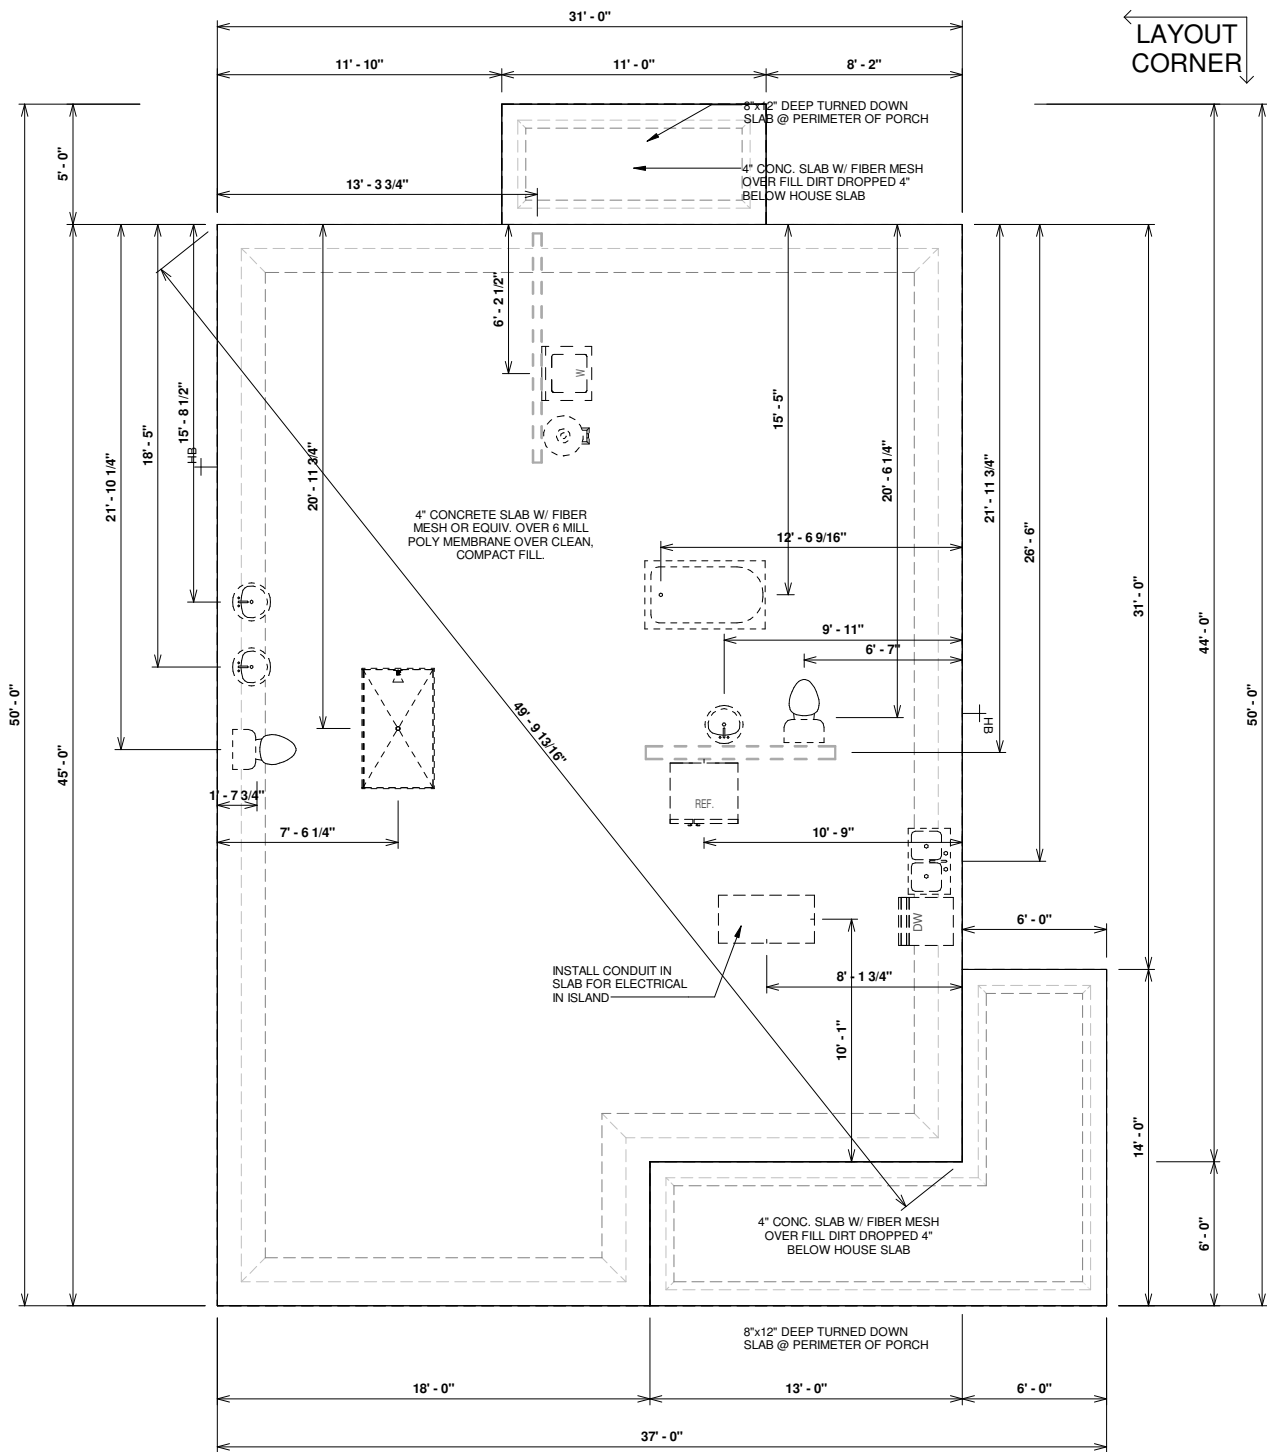 31' - 0"
LAYOUT
CORNER
11' - 10"
11' - 0"
8' - 2"
8"x12" DEEP TURNED DOWN
SLAB @ PERIMETER OF PORCH
5' - 0"
4" CONC. SLAB W/ FIBER MESH
OVER FILL DIRT DROPPED 4"
BELOW HOUSE SLAB
13' - 3 3/4"
6' - 2 1/2"
W
15' - 8 1/2"
18' - 5"
21' - 10 1/4"
HB
20' - 11 3/4"
15' - 5"
20' - 6 1/4"
21' - 11 3/4"
26' - 6"
31' - 0"
44' - 0"
50' - 0"
50' - 0"
45' - 0"
4" CONCRETE SLAB W/ FIBER
MESH OR EQUIV. OVER 6 MILL
POLY MEMBRANE OVER CLEAN,
COMPACT FILL.
12' - 6 9/16"
9' - 11"
6' - 7"
49' - 9 13/16"
HB
1' - 7 3/4"
REF.
7' - 6 1/4"
10' - 9"
DW
6' - 0"
INSTALL CONDUIT IN
SLAB FOR ELECTRICAL
IN ISLAND
8' - 1 3/4"
10' - 1"
14' - 0"
6' - 0"
4" CONC. SLAB W/ FIBER MESH
OVER FILL DIRT DROPPED 4"
BELOW HOUSE SLAB
8"x12" DEEP TURNED DOWN
SLAB @ PERIMETER OF PORCH
18' - 0"
13' - 0"
6' - 0"
37' - 0"